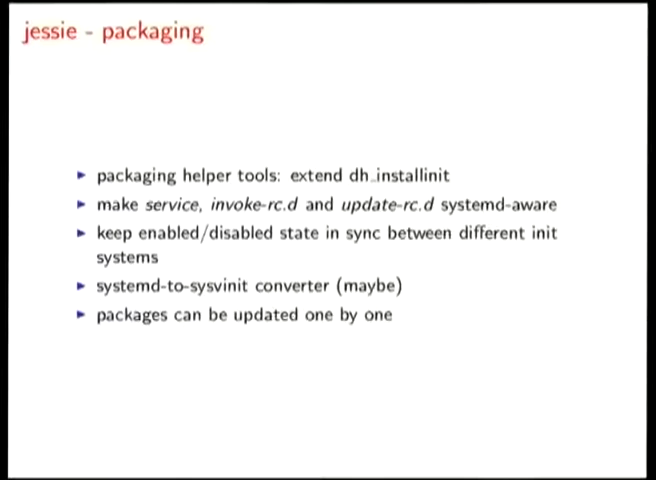 jessie - packaging
packaging helper tools: extend dh_installinit
make service, invoke-rc.d and update-rc.d systemd-aware
keep enabled/disabled state in sync between different init
systems
systemd-to-sysvinit converter (maybe)
packages can be updated one by one